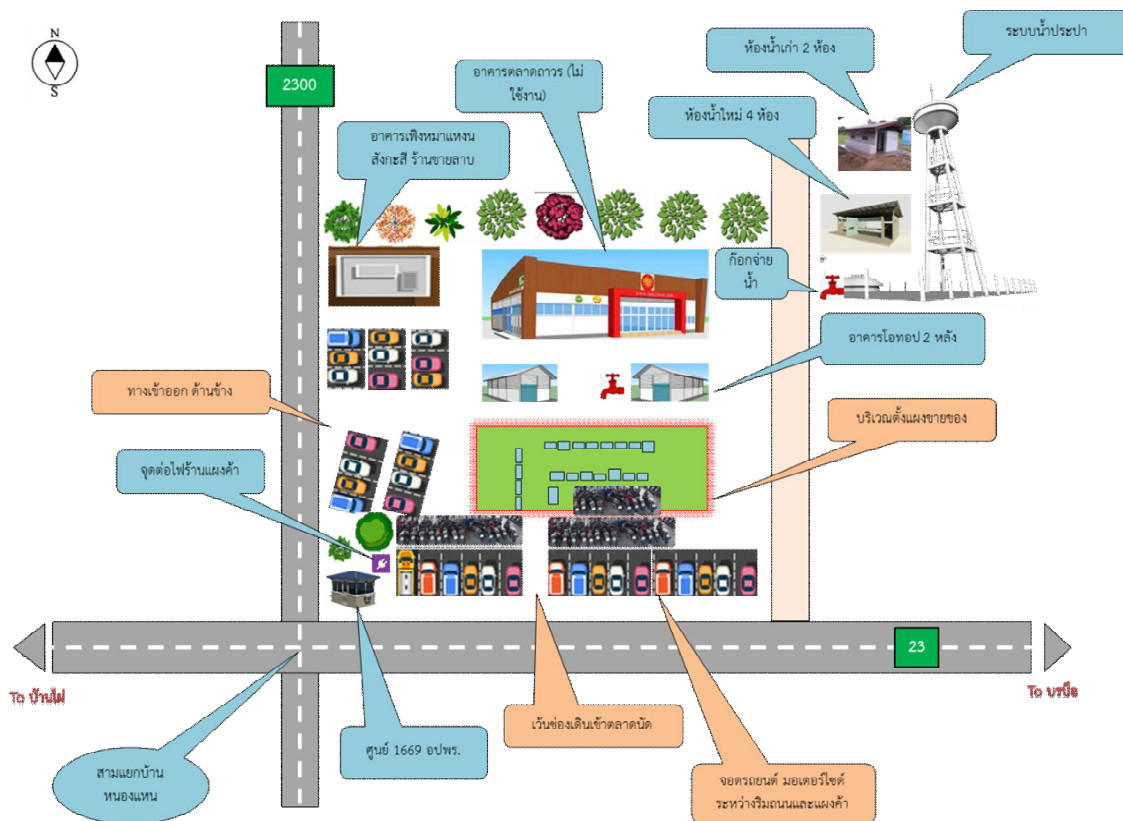 N
S
2300
อาคารเพิงหมาแหงน
สังกะสี ร้านขายลาบ
อาคารตลาดถาวร (ไม่
ใช้งาน)
ห้องน้ำเก่า 2 ห้อง
ระบบน้ำประปา
ห้องน้ำใหม่ 4 ห้อง
ก๊อกจ่าย
น้ำ
อาคารโอทอป 2 หลัง
ทางเข้าออก ด้านข้าง
บริเวณตั้งแผงขายของ
จุดต่อไฟร้านแผงค้า
23
To บ้านไผ่
To บรบือ
เว้นช่องเดินเข้าตลาดนัด
ศูนย์ 1669 อปพร.
สามแยกบ้าน
หนองแหน
จอดรถยนต์ มอเตอร์ไซต์
ระหว่างริมถนนและแผงค้า